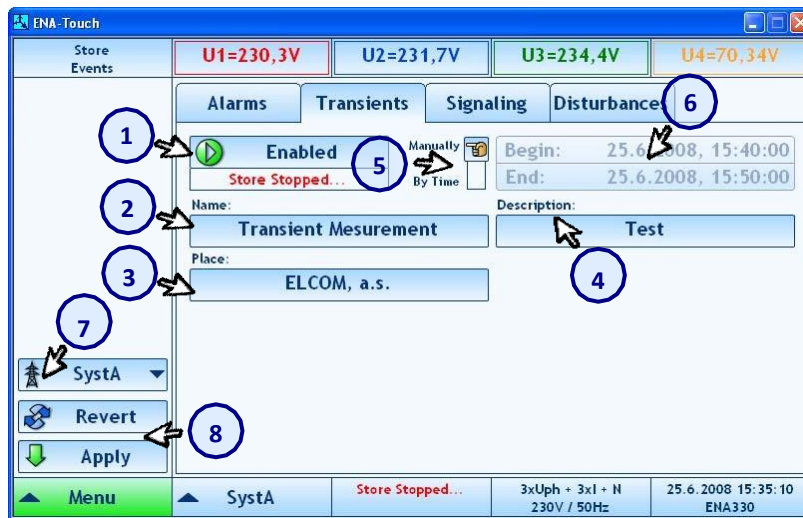 ENA-Touch
Store
Events
U1=230,3V
U2=231,7V
U3=234,4V
U4=70,34V
Alarms
Transients
Signaling
Disturbances
6
1
Enabled
Store Stopped...
5
Manually
By Time
Begin: 25.6.2008, 15:40:00
End: 25.6.2008, 15:50:00
2
Name:
Transient Mesurement
Description:
Test
3
Place:
ELCOM, a.s.
4
7
SystA
Revert
8
Apply
Menu
SystA
Store Stopped...
3xUph + 3xI + N
230V / 50Hz
25.6.2008 15:35:10
ENA330